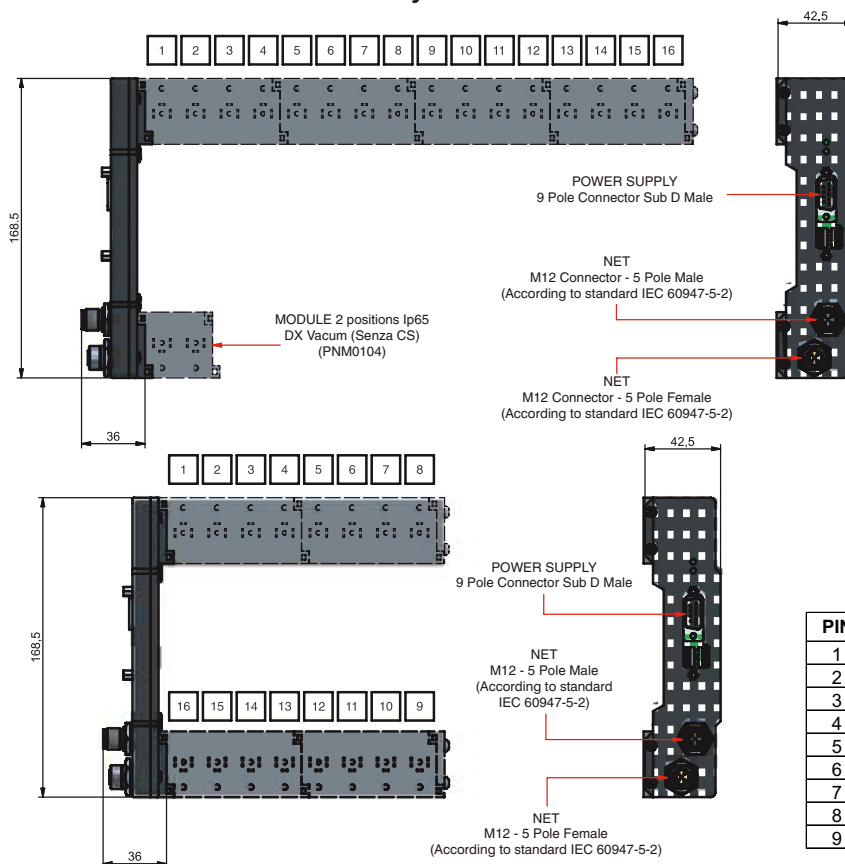 42,5
1 2 3 4 5 6 7 8 9 10 11 12 13 14 15 16
168.5
POWER SUPPLY
9 Pole Connector Sub D Male
NET
M12 Connector - 5 Pole Male
(According to standard IEC 60947-5-2)
MODULE 2 positions Ip65
DX Vacum (Senza CS)
(PNM0104)
NET
M12 Connector - 5 Pole Female
(According to standard IEC 60947-5-2)
36
42,5
1 2 3 4 5 6 7 8
168,5
POWER SUPPLY
9 Pole Connector Sub D Male
NET
M12 - 5 Pole Male
(According to standard
IEC 60947-5-2)
16 15 14 13 12 11 10 9
NET
M12 - 5 Pole Female
(According to standard IEC 60947-5-2)
36
PIN
1
2
3
4
5
6
7
8
9